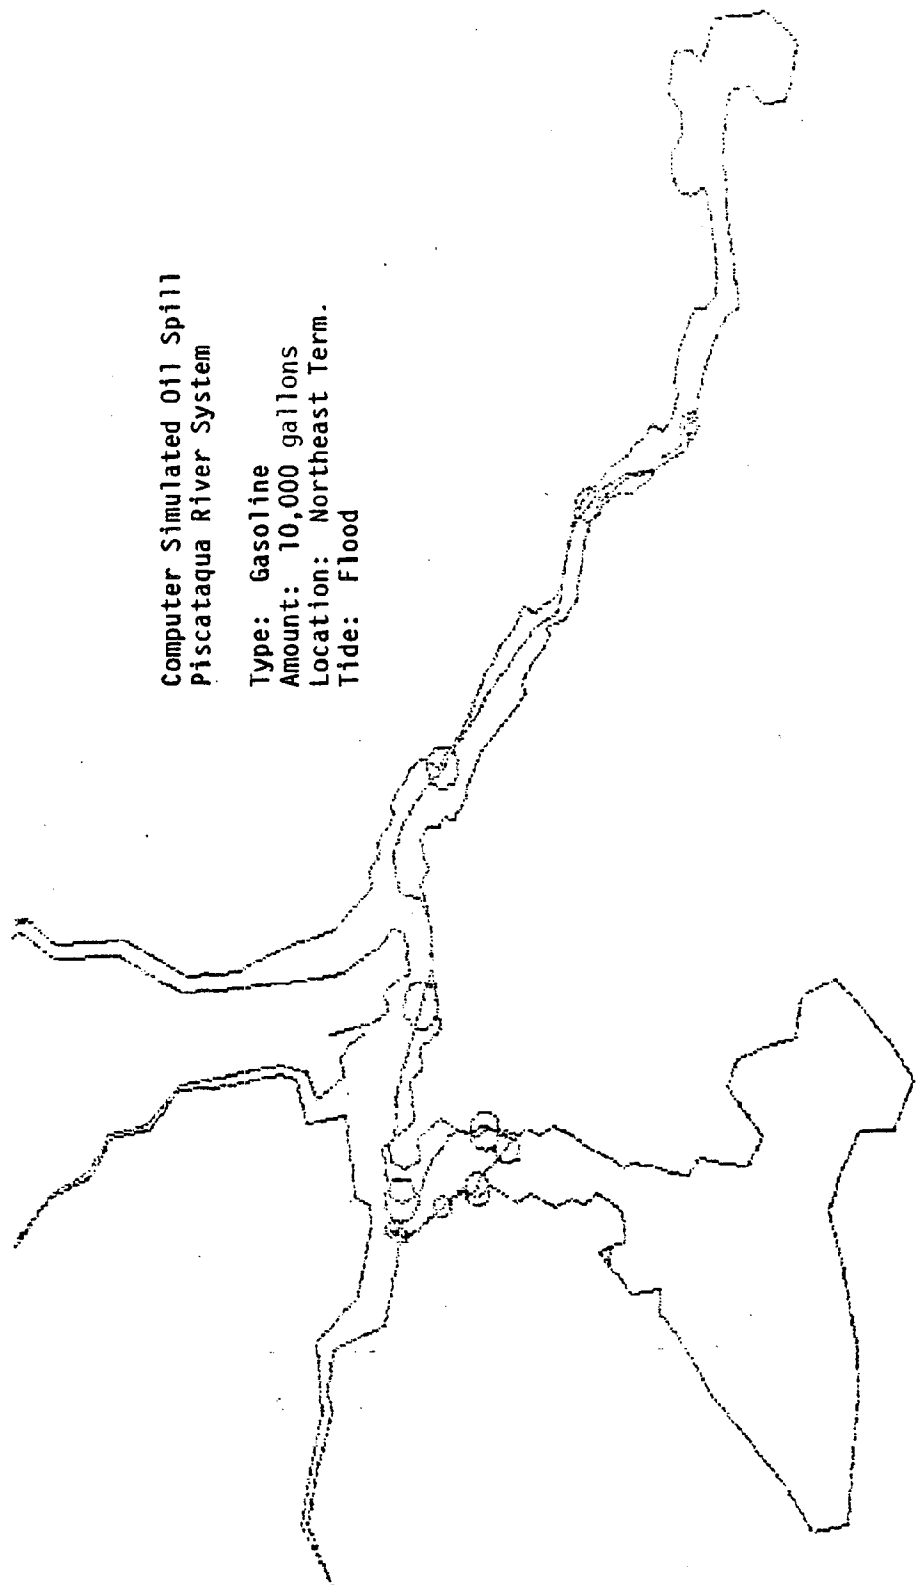 Computer Simulated Oil Spill
Piscataqua River System
Type: Gasoline
Amount: 10,000 gallons
Location: Northeast Term.
Tide: Flood